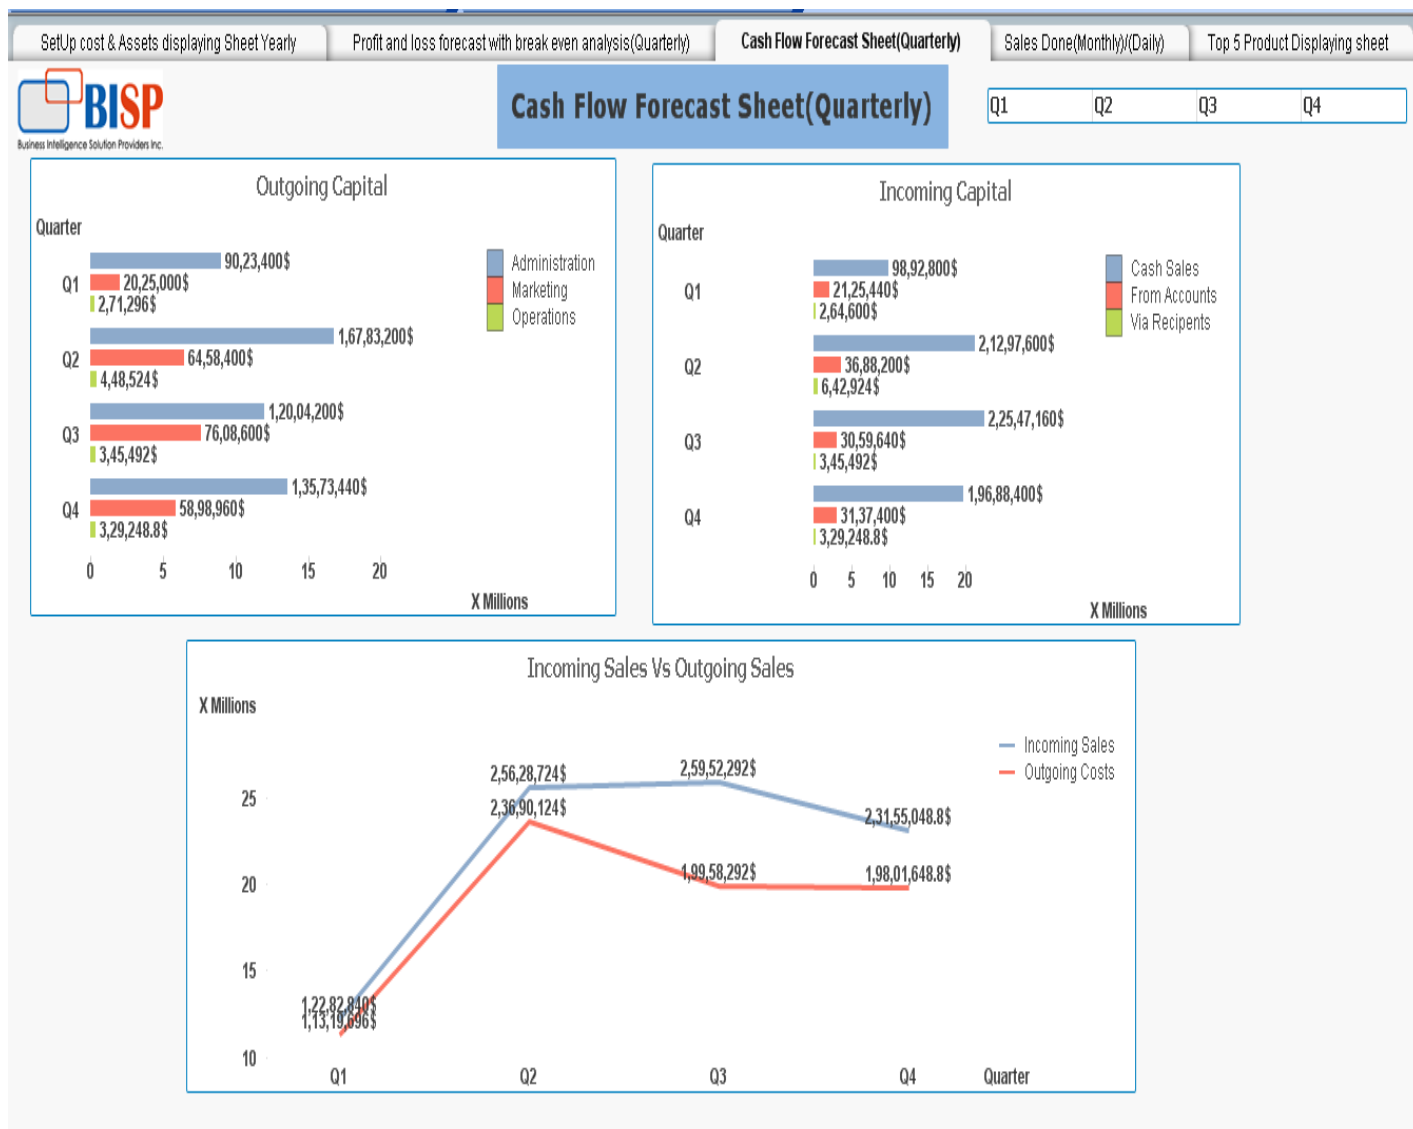 SetUp cost & Assets displaying Sheet Yearly
Profit and loss forecast with break even analysis(Quarterly)
Cash Flow Forecast Sheet(Quarterly)
Sales Done(Monthly)/(Daily)
Top 5 Product Displaying sheet
BISP
Business Intelligence Solution Providers Inc.
Cash Flow Forecast Sheet(Quarterly)
Q1 Q2 Q3 Q4
Outgoing Capital
Quarter
Q1
90,23,400$
20,25,000$
2,71,296$
Q2
1,67,83,200$
64,58,400$
4,48,524$
Q3
1,20,04,200$
76,08,600$
3,45,492$
Q4
1,35,73,440$
58,98,960$
3,29,248.8$
0 5 10 15 20
X Millions
Administration
Marketing
Operations
Incoming Capital
Quarter
Q1
98,92,800$
21,25,440$
2,64,600$
Q2
2,12,97,600$
36,88,200$
6,42,924$
Q3
2,25,47,160$
30,59,640$
3,45,492$
Q4
1,96,88,400$
31,37,400$
3,29,248.8$
0 5 10 15 20
X Millions
Cash Sales
From Accounts
Via Recipents
Incoming Sales Vs Outgoing Sales
X Millions
Incoming Sales
Outgoing Costs
25
20
15
10
2,56,28,724$
2,59,52,292$
2,31,55,048.8$
2,36,90,124$
1,99,58,292$
1,98,01,648.8$
1,22,82,840$
1,13,19,696$
Q1 Q2 Q3 Q4 Quarter